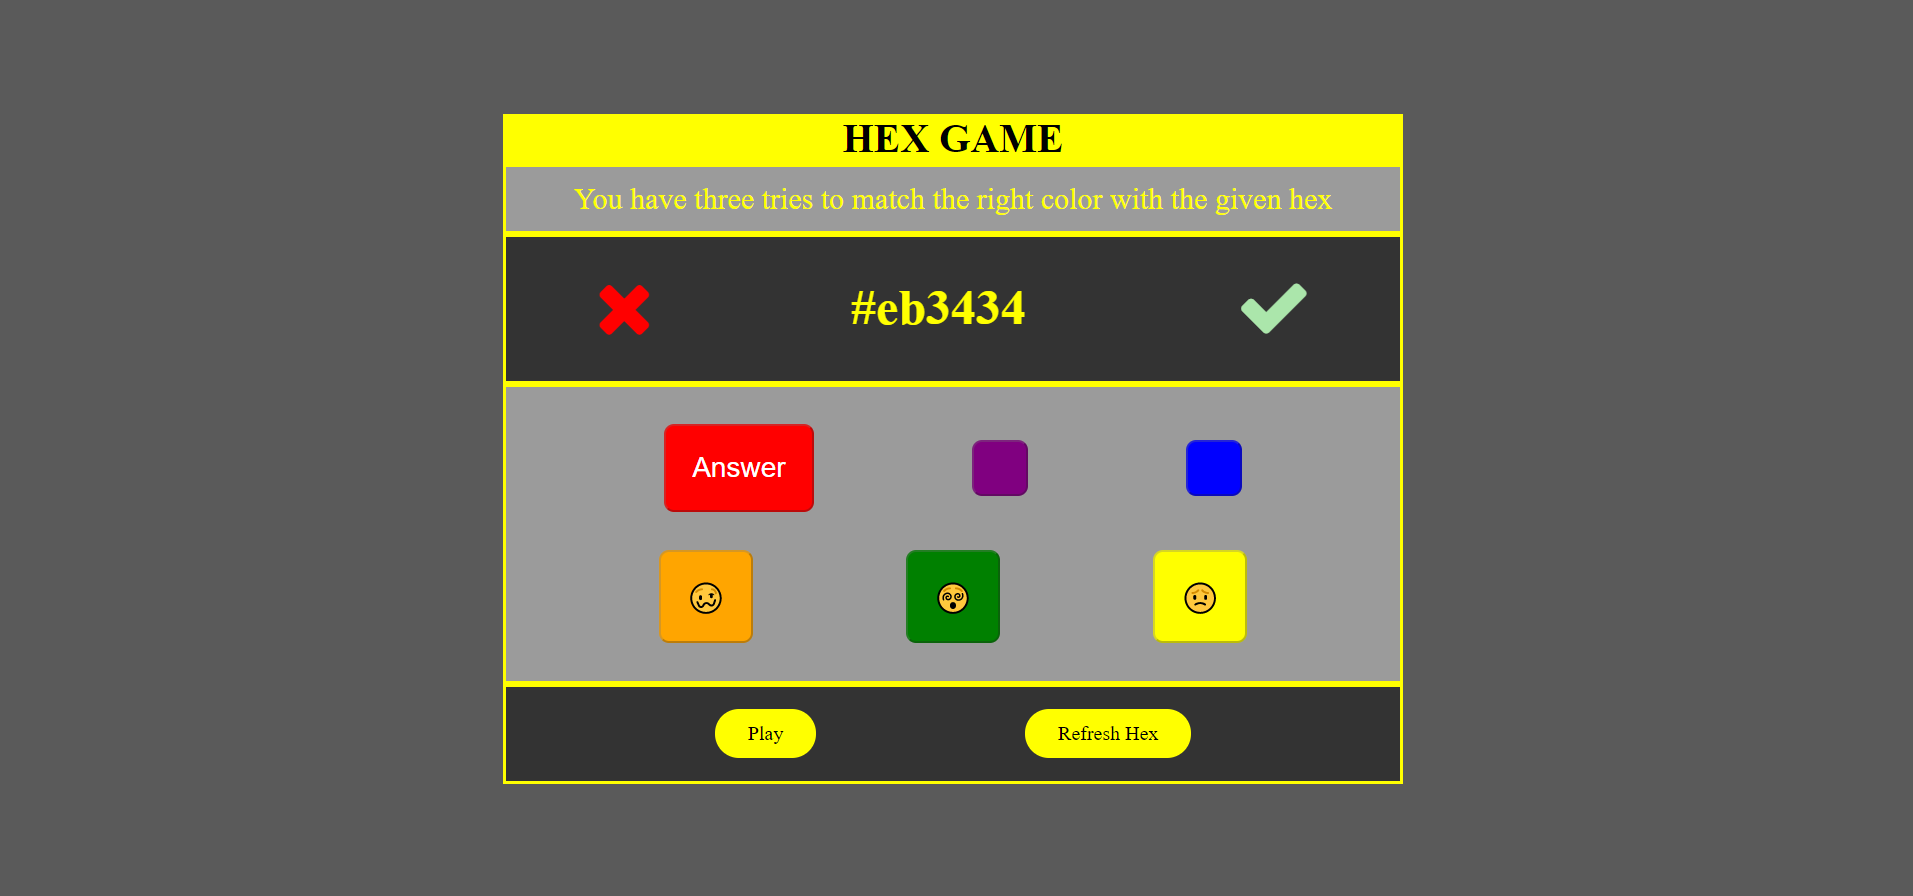 HEX GAME
You have three tries to match the right color with the given hex
#eb3434
Answer
Play
Refresh Hex